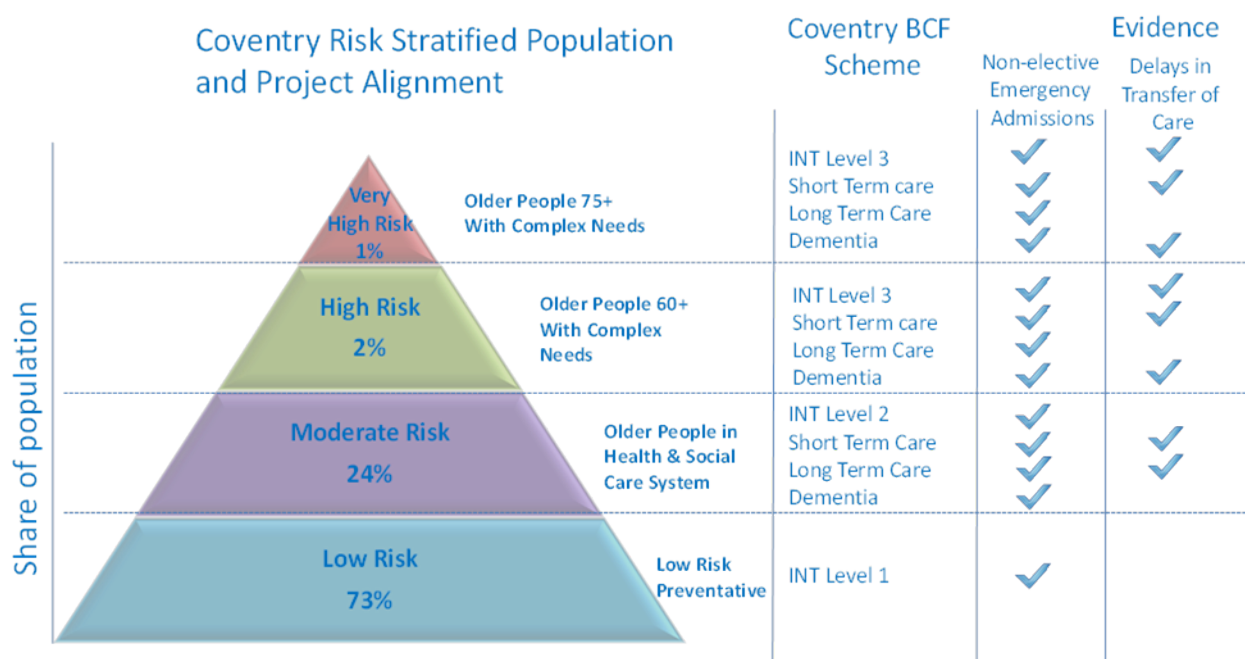 Coventry Risk Stratified Population
and Project Alignment
Coventry BCF
Scheme
Evidence
Non-elective
Emergency
Admissions
Delays in
Transfer of
Care
Share of population
Very
High Risk
1%
Older People 75+
With Complex Needs
INT Level 3
Short Term care
Long Term Care
Dementia
High Risk
2%
Older People 60+
With Complex
Needs
INT Level 3
Short Term care
Long Term Care
Dementia
Moderate Risk
24%
Older People in
Health & Social
Care System
INT Level 2
Short Term Care
Long Term Care
Dementia
Low Risk
73%
Low Risk
Preventative
INT Level 1